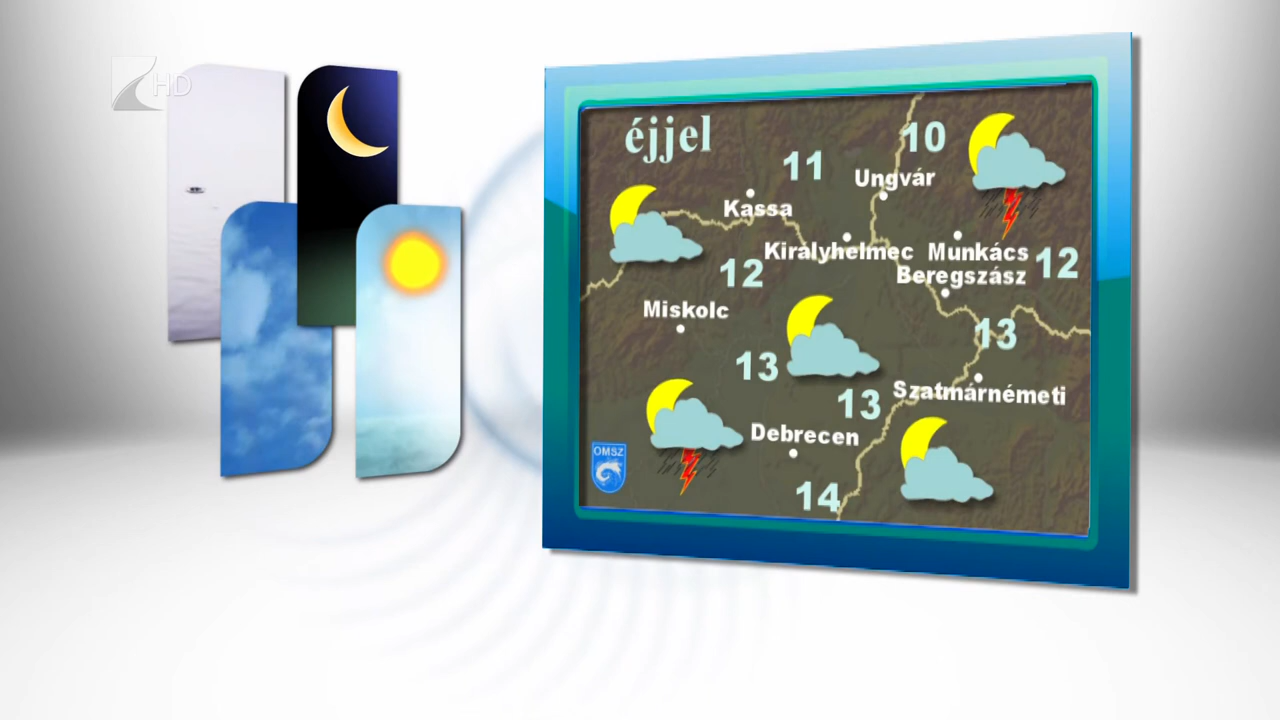 HD
éjjel
10
11
Ungvár
Kassa
Királyhelmec
Munkács
12
12
Beregszász
Miskolc
13
13
13
Szatmárnémeti
Debrecen
OMSZ
14